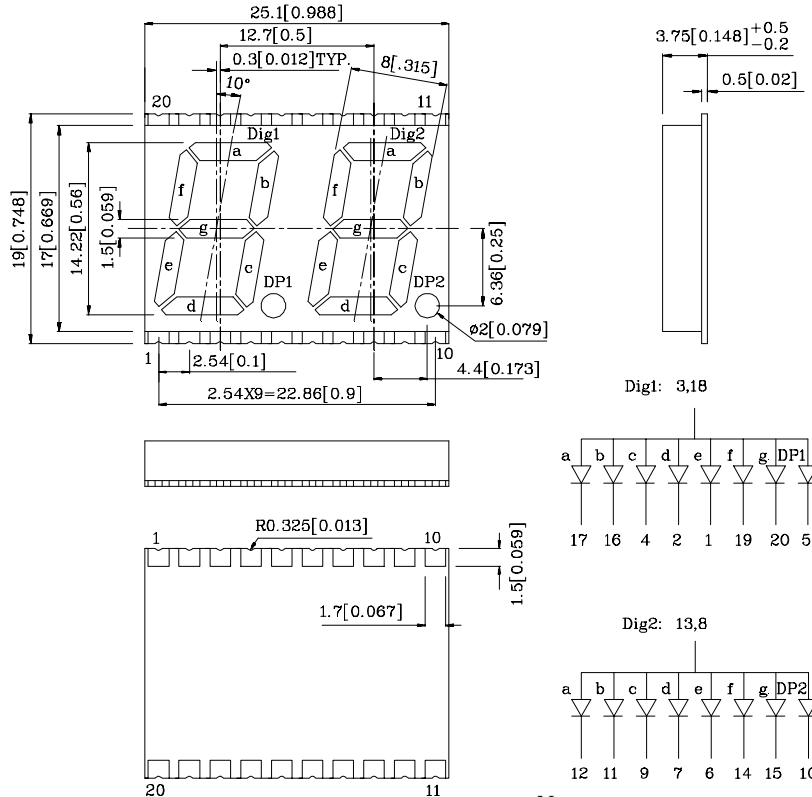 25.1[0.988]
12.7[0.5]
0.3[0.012]TYP.
8[.315]
10°
20
11
Dig1
Dig2
a
a
f
b
f
b
g
g
e
c
e
c
d
d
DP1
DP2
19[0.748]
17[0.669]
14.22[0.56]
1.5[0.059]
6.36[0.25]
ø2[0.079]
1
10
2.54[0.1]
4.4[0.173]
2.54X9=22.86[0.9]
3.75[0.148]+0.5
−0.2
0.5[0.02]
Dig1: 3,18
a b c d e f g DP1
17 16 4 2 1 19 20 5
1
R0.325[0.013]
10
1.5[0.059]
1.7[0.067]
20
11
Dig2: 13,8
a b c d e f g DP2
12 11 9 7 6 14 15 10